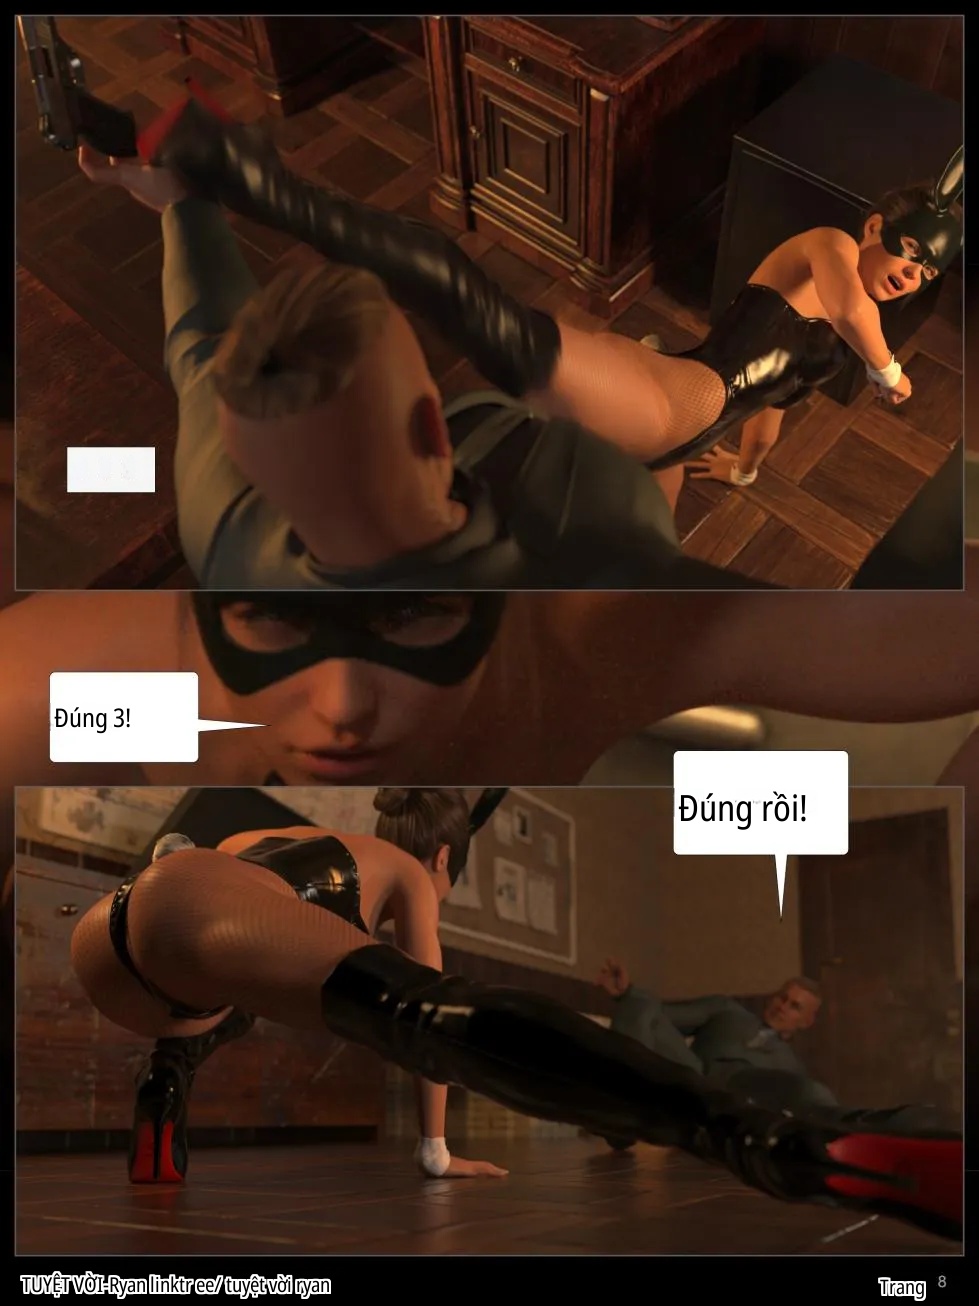 Đúng 3!
Đúng rồi!
TUYỆT VỜI-Ryan linktr ee/ tuyệt vời ryan
Trang 8